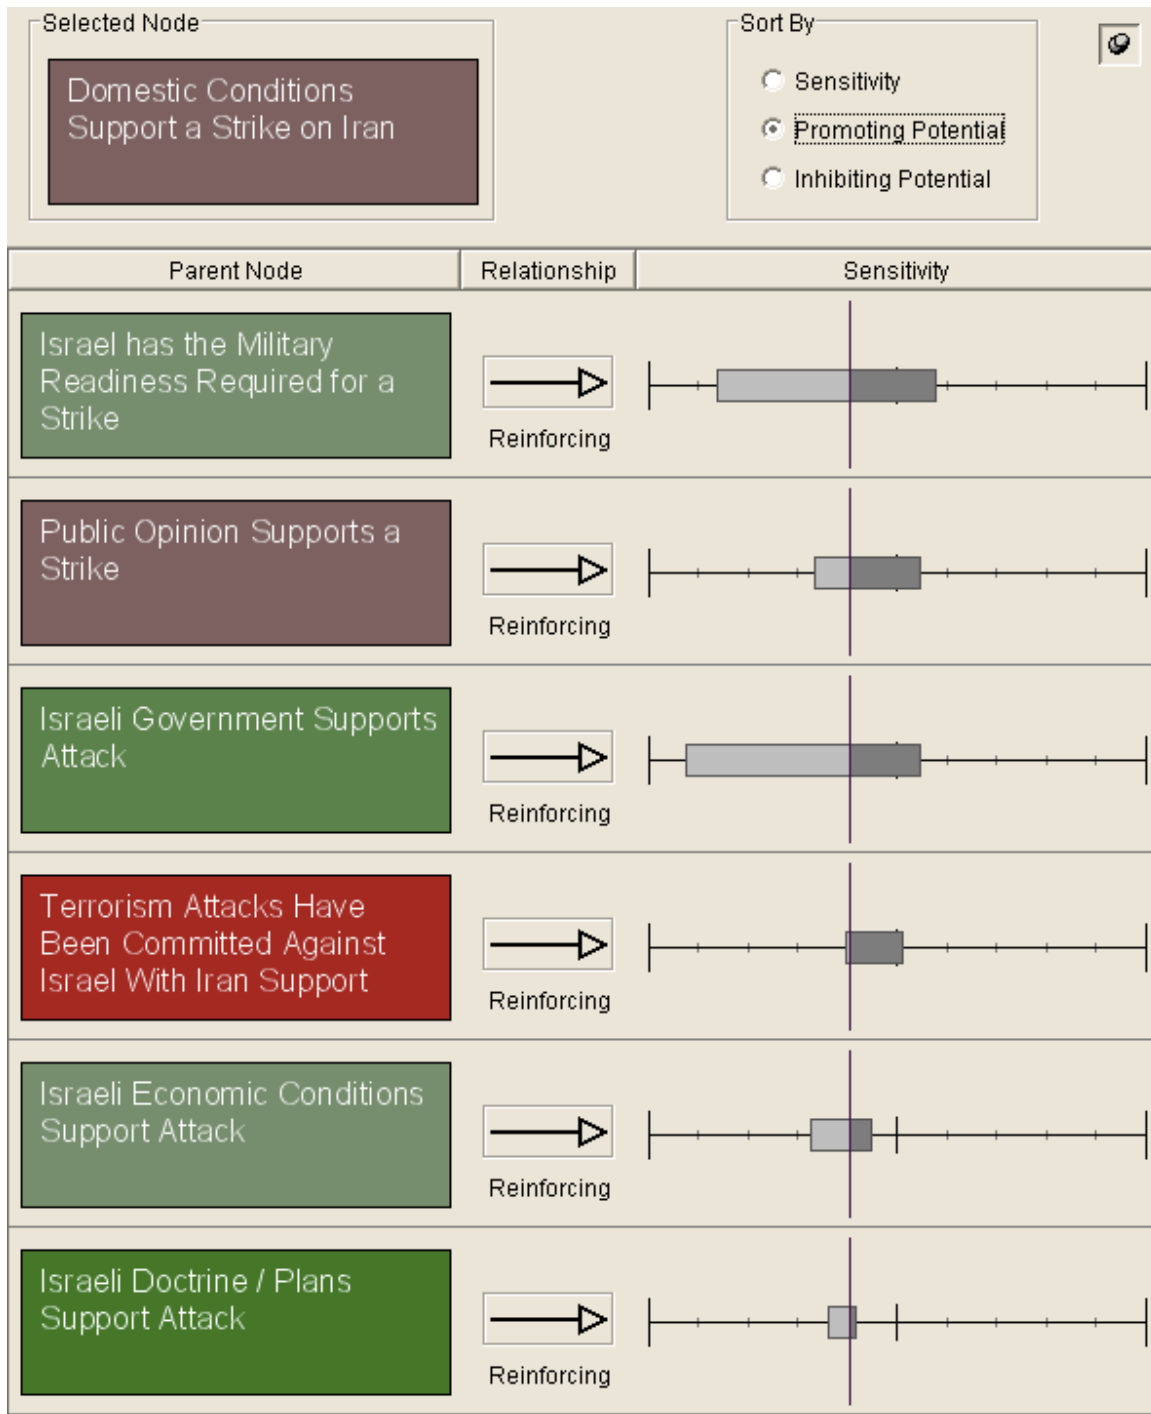 Selected Node
Sort By
Domestic Conditions
Support a Strike on Iran
Sensitivity
Promoting Potential
Inhibiting Potential
Parent Node
Relationship
Sensitivity
Israel has the Military
Readiness Required for a
Strike
Reinforcing
Public Opinion Supports a
Strike
Reinforcing
Israeli Government Supports
Attack
Reinforcing
Terrorism Attacks Have
Been Committed Against
Israel With Iran Support
Reinforcing
Israeli Economic Conditions
Support Attack
Reinforcing
Israeli Doctrine / Plans
Support Attack
Reinforcing